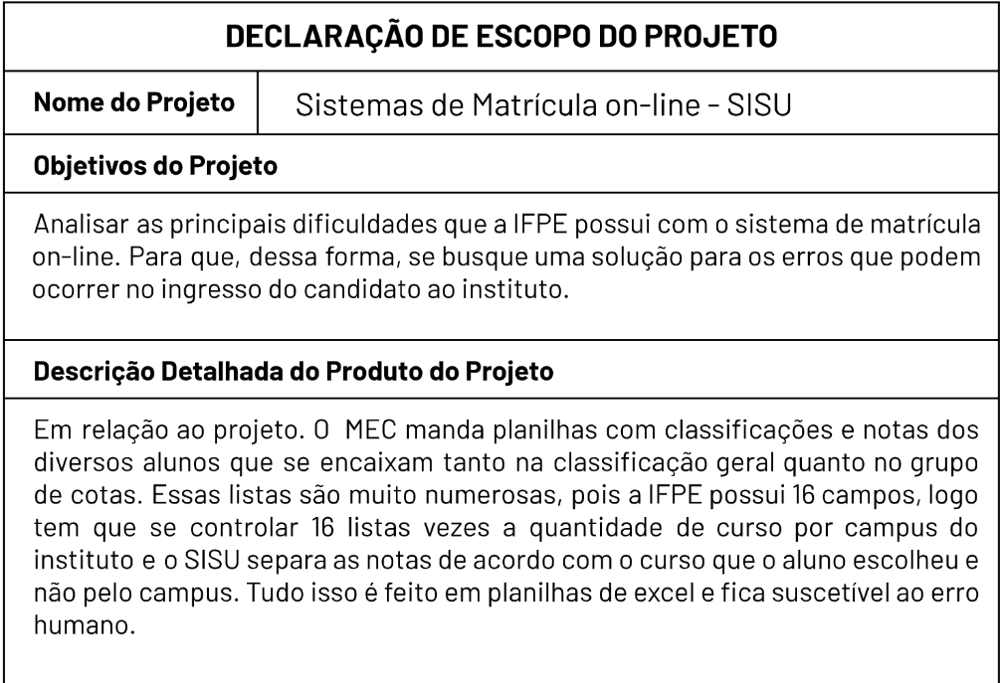 DECLARAÇÃO DE ESCOPO DO PROJETO
Nome do Projeto Sistemas de Matrícula on-line - SISU
Objetivos do Projeto
Analisar as principais dificuldades que a IFPE possui com o sistema de matrícula
on-line. Para que, dessa forma, se busque uma solução para os erros que podem
ocorrer no ingresso do candidato ao instituto.
Descrição Detalhada do Produto do Projeto
Em relação ao projeto. O MEC manda planilhas com classificações e notas dos
diversos alunos que se encaixam tanto na classificação geral quanto no grupo
de cotas. Essas listas são muito numerosas, pois a IFPE possui 16 campos, logo
tem que se controlar 16 listas vezes a quantidade de curso por campus do
instituto e o SISU separa as notas de acordo com o curso que o aluno escolheu e
não pelo campus. Tudo isso é feito em planilhas de excel e fica suscetível ao erro
humano.